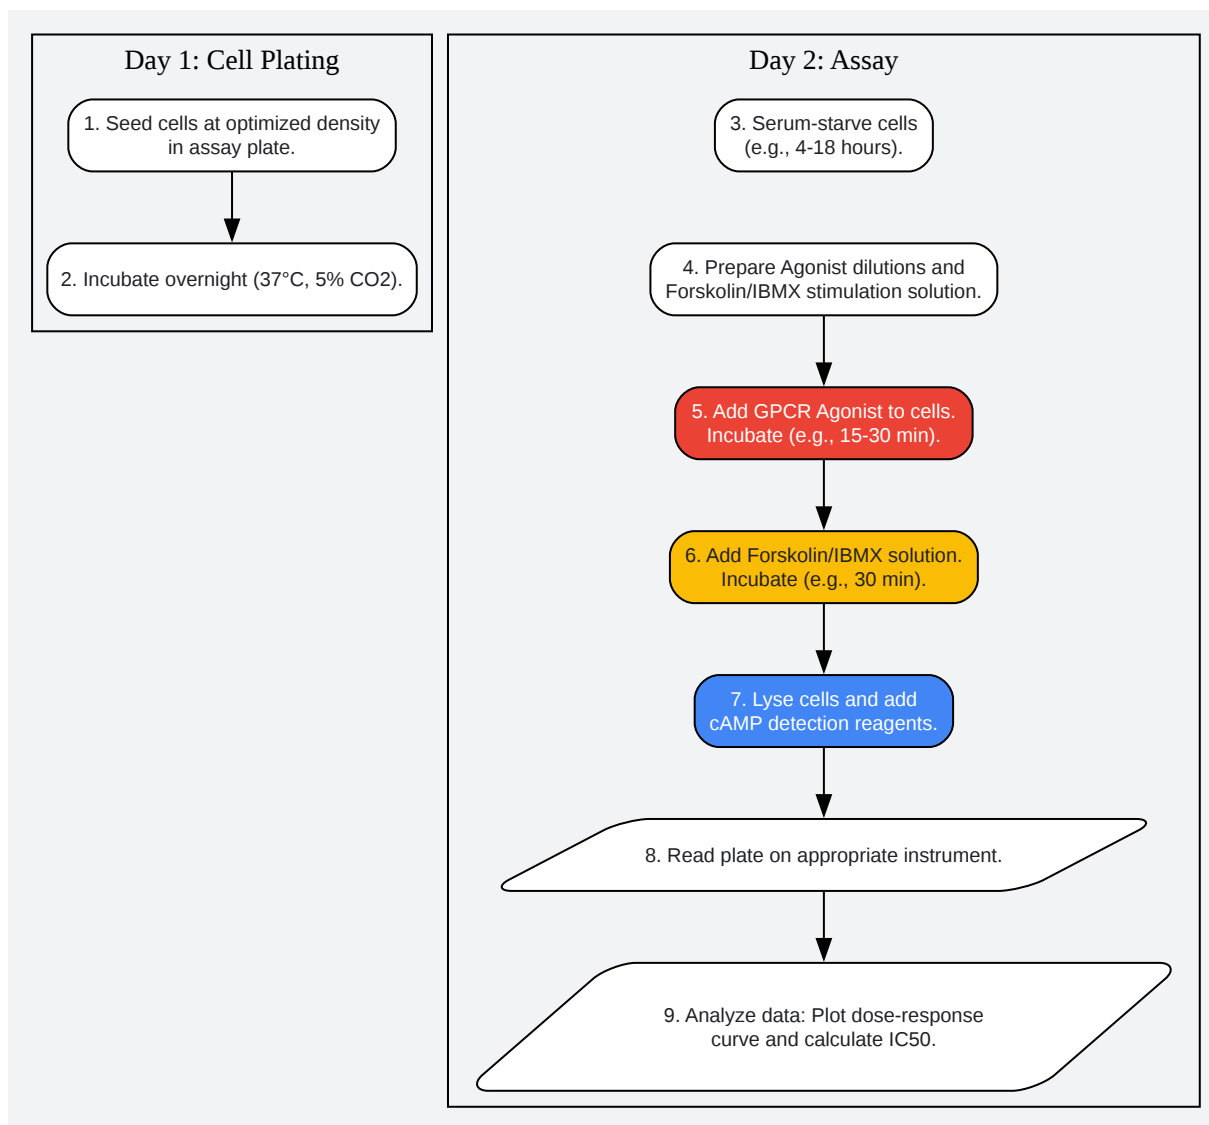 Day 1: Cell Plating
1. Seed cells at optimized density
in assay plate.
2. Incubate overnight (37°C, 5% CO2).
Day 2: Assay
3. Serum-starve cells
(e.g., 4-18 hours).
4. Prepare Agonist dilutions and
Forskolin/IBMX stimulation solution.
5. Add GPCR Agonist to cells.
Incubate (e.g., 15-30 min).
6. Add Forskolin/IBMX solution.
Incubate (e.g., 30 min).
7. Lyse cells and add
cAMP detection reagents.
8. Read plate on appropriate instrument.
9. Analyze data: Plot dose-response
curve and calculate IC50.